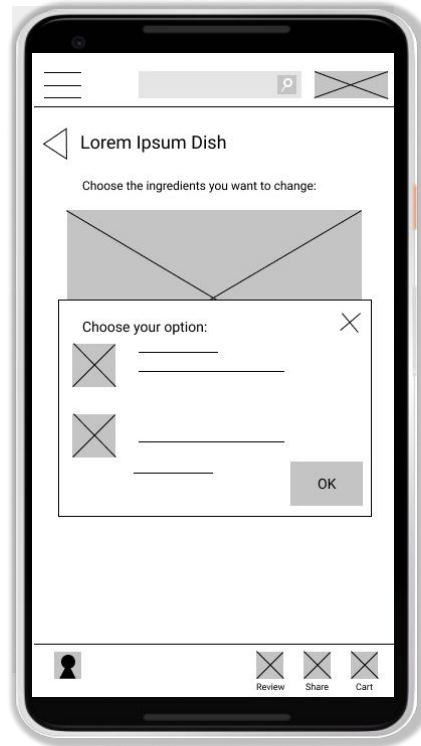 Lorem Ipsum Dish
Choose the ingredients you want to change:
Choose your option:
OK
Review Share Cart